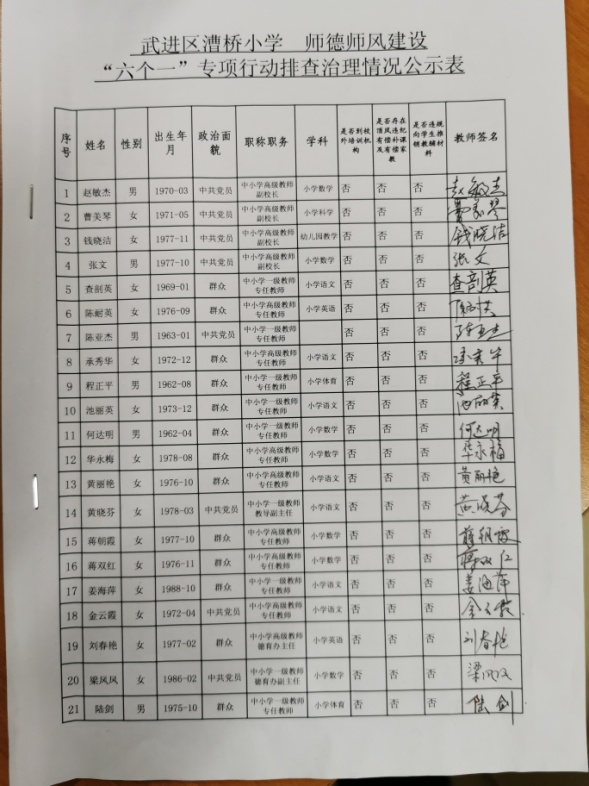 武进区漕桥小学 师德师风建设
“六个一”专项行动排查治理情况公示表
序号 姓名 性别 出生年月 政治面貌 职称职务 学科 是否到校外培训机构 是否存在顶风违纪有偿补课及有偿家教 是否违规向学生推销教辅材料 教师签名
1 赵敏杰 男 1970-03 中共党员 中小学高级教师 副校长 小学数学 否 否 否 赵敏杰
2 曹美琴 女 1971-05 中共党员 中小学高级教师 副校长 小学科学 否 否 否 曹美琴
3 钱晓洁 女 1977-11 中共党员 中小学高级教师 副校长 幼儿园教学 否 否 否 钱晓洁
4 张文 男 1977-10 中共党员 中小学高级教师 副校长 小学数学 否 否 否 张文
5 查剖英 女 1969-01 群众 中小学一级教师 专任教师 小学语文 否 否 否 查剖英
6 陈耐英 女 1976-09 群众 中小学高级教师 专任教师 小学英语 否 否 否
7 陈亚杰 男 1963-01 中共党员 中小学一级教师 专任教师 否 否 否 陈亚杰
8 承秀华 女 1972-12 群众 中小学高级教师 专任教师 小学语文 否 否 否 承秀华
9 程正平 男 1962-08 群众 中小学一级教师 专任教师 小学体育 否 否 否 程正平
10 池丽英 女 1973-12 群众 中小学一级教师 专任教师 小学语文 否 否 否 池丽英
11 何达明 男 1962-04 群众 中小学一级教师 专任教师 小学数学 否 否 否 何达明
12 华永梅 女 1978-08 群众 中小学高级教师 专任教师 小学数学 否 否 否 华永梅
13 黄丽艳 女 1976-10 群众 中小学一级教师 专任教师 小学语文 否 否 否 黄丽艳
14 黄晓芬 女 1978-03 中共党员 中小学一级教师 教导副主任 小学语文 否 否 否 黄晓芬
15 蒋朝霞 女 1977-10 群众 中小学高级教师 专任教师 小学数学 否 否 否 蒋朝霞
16 蒋双红 女 1976-11 群众 中小学高级教师 专任教师 小学数学 否 否 否 蒋双红
17 姜海萍 女 1988-10 群众 中小学一级教师 专任教师 小学语文 否 否 否 姜海萍
18 金云霞 女 1972-04 中共党员 中小学一级教师 专任教师 小学语文 否 否 否 金云霞
19 刘春艳 女 1977-02 群众 中小学高级教师 德育办主任 小学英语 否 否 否 刘春艳
20 梁凤凤 女 1986-02 中共党员 中小学一级教师 德育办副主任 小学数学 否 否 否 梁凤凤
21 陆剑 男 1975-10 群众 中小学一级教师 专任教师 小学体育 否 否 否 陆剑